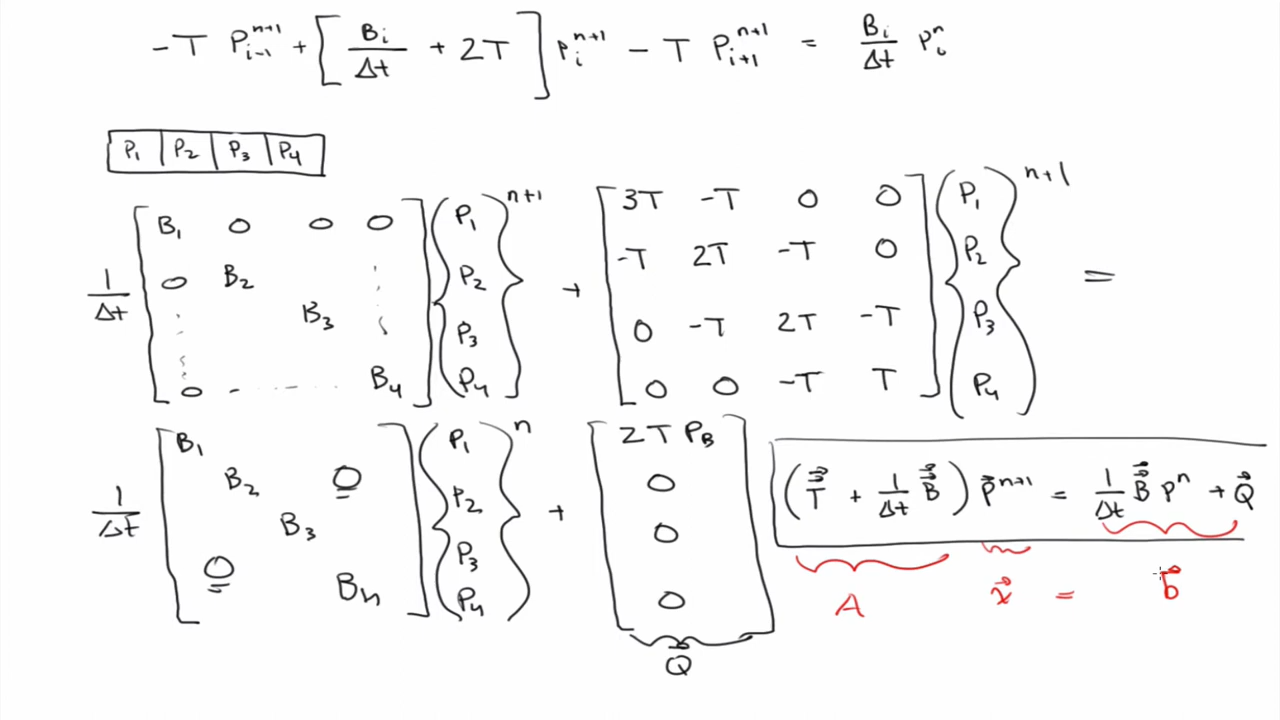 -T P_{i-1}^{n+1} + [ B_i/Δt + 2T ] P_i^{n+1} - T P_{i+1}^{n+1} = B_i/Δt P_i^n
P₁ P₂ P₃ P₄
1/Δt [ B₁ 0 0 0 ; 0 B₂ ⋮ ; ⋮ B₃ ⋮ ; 0 - ... B₄ ] { P₁ P₂ P₃ P₄ }^{n+1} + [ 3T -T 0 0 ; -T 2T -T 0 ; 0 -T 2T -T ; 0 0 -T T ] { P₁ P₂ P₃ P₄ }^{n+1} =
1/Δt [ B₁ B₂ B₃ B₄ 0 0 ] { P₁ P₂ P₃ P₄ }^n + [ 2T P_B ; 0 ; 0 ; 0 ]
Q⃗
( T⃗⃗ + 1/Δt B⃗⃗ ) P⃗^{n+1} = 1/Δt B⃗⃗ P^n + Q⃗
A x⃗ = b⃗